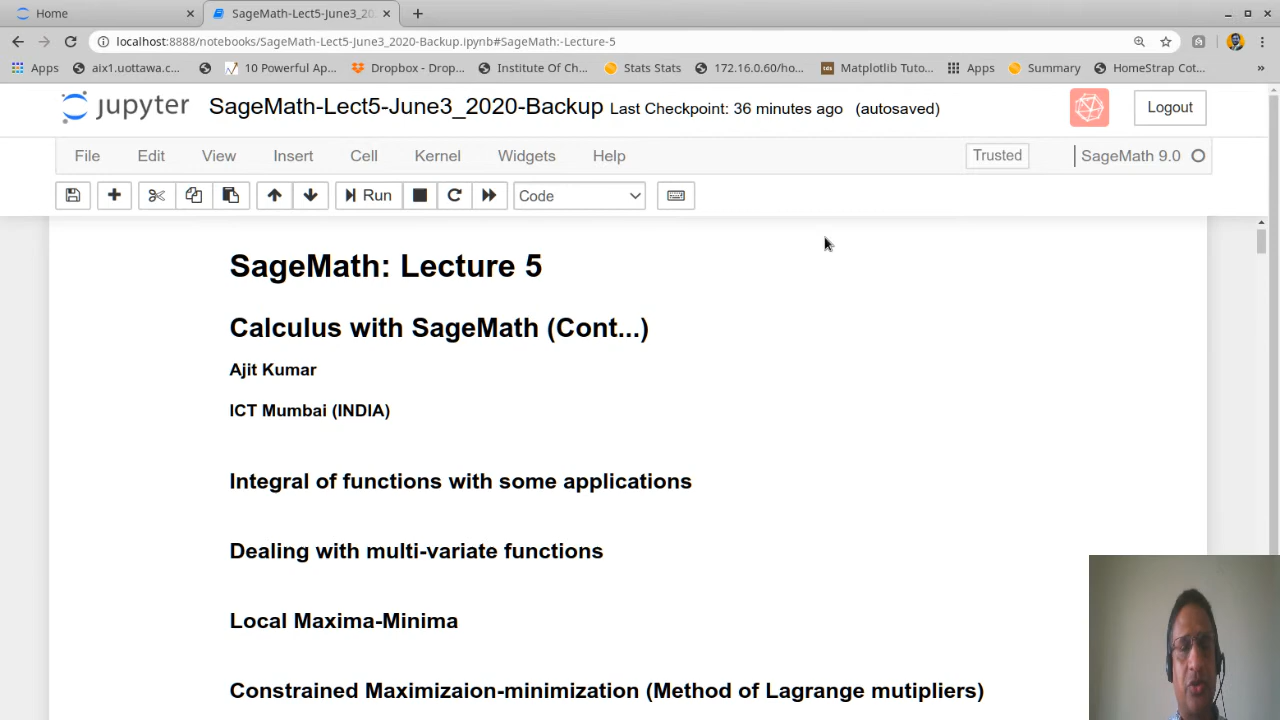 Home
SageMath-Lect5-June3_20
localhost:8888/notebooks/SageMath-Lect5-June3_2020-Backup.ipynb#SageMath:-Lecture-5
Apps aix1.uottawa.c... 10 Powerful Ap... Dropbox - Drop... Institute Of Ch... Stats Stats 172.16.0.60/ho... Matplotlib Tuto... Apps Summary HomeStrap Cot... »
jupyter SageMath-Lect5-June3_2020-Backup Last Checkpoint: 36 minutes ago (autosaved) Logout
File Edit View Insert Cell Kernel Widgets Help Trusted SageMath 9.0
Run Code
SageMath: Lecture 5
Calculus with SageMath (Cont...)
Ajit Kumar
ICT Mumbai (INDIA)
Integral of functions with some applications
Dealing with multi-variate functions
Local Maxima-Minima
Constrained Maximizaion-minimization (Method of Lagrange mutipliers)